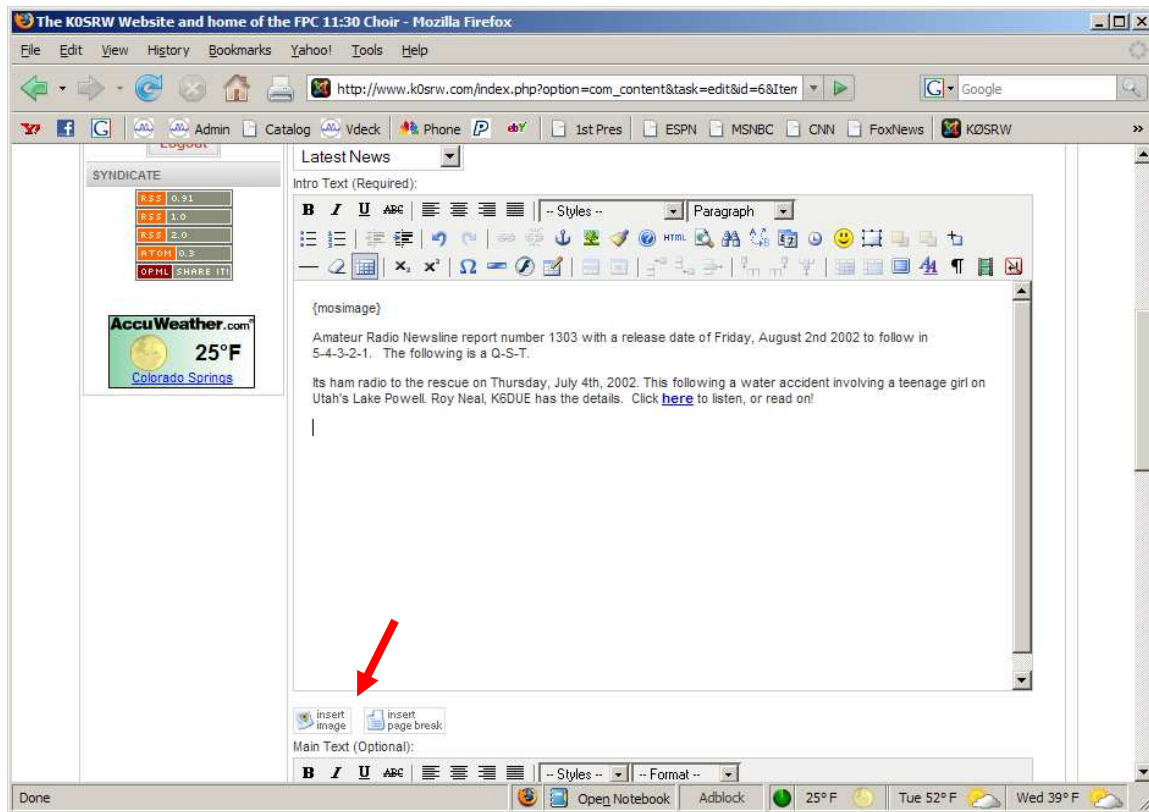 The K0SRW Website and home of the FPC 11:30 Choir - Mozilla Firefox
File Edit View History Bookmarks Yahoo! Tools Help
http://www.k0srw.com/index.php?option=com_content&task=edit&id=6&Item
G Google
Y? G Admin Catalog Vdeck Phone P ebY 1st Pres ESPN MSNBC CNN FoxNews KØSRW »
Logout
Latest News
SYNDICATE
Intro Text (Required):
RSS 0.91
RSS 1.0
RSS 2.0
ATOM 0.3
OPML SHARE IT!
B I U ABC -- Styles -- Paragraph
HTML
{mosimage}
AccuWeather.com®
25°F
Colorado Springs
Amateur Radio Newsline report number 1303 with a release date of Friday, August 2nd 2002 to follow in
5-4-3-2-1. The following is a Q-S-T.
Its ham radio to the rescue on Thursday, July 4th, 2002. This following a water accident involving a teenage girl on
Utah's Lake Powell. Roy Neal, K6DUE has the details. Click here to listen, or read on!
insert image
insert page break
Main Text (Optional):
B I U ABC -- Styles -- -- Format --
Done Open Notebook Adblock 25° F Tue 52° F Wed 39° F